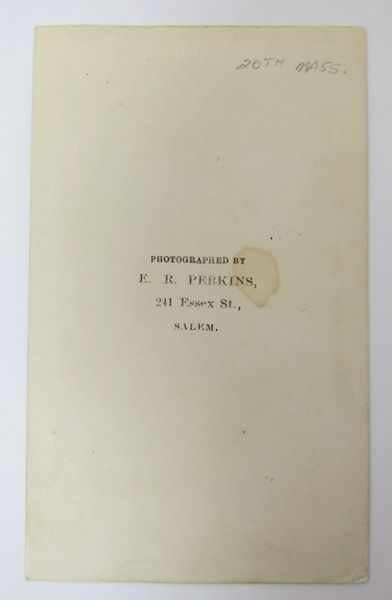 20TH MASS.
PHOTOGRAPHED BY
E. R. PERKINS,
241 Essex St.,
SALEM.